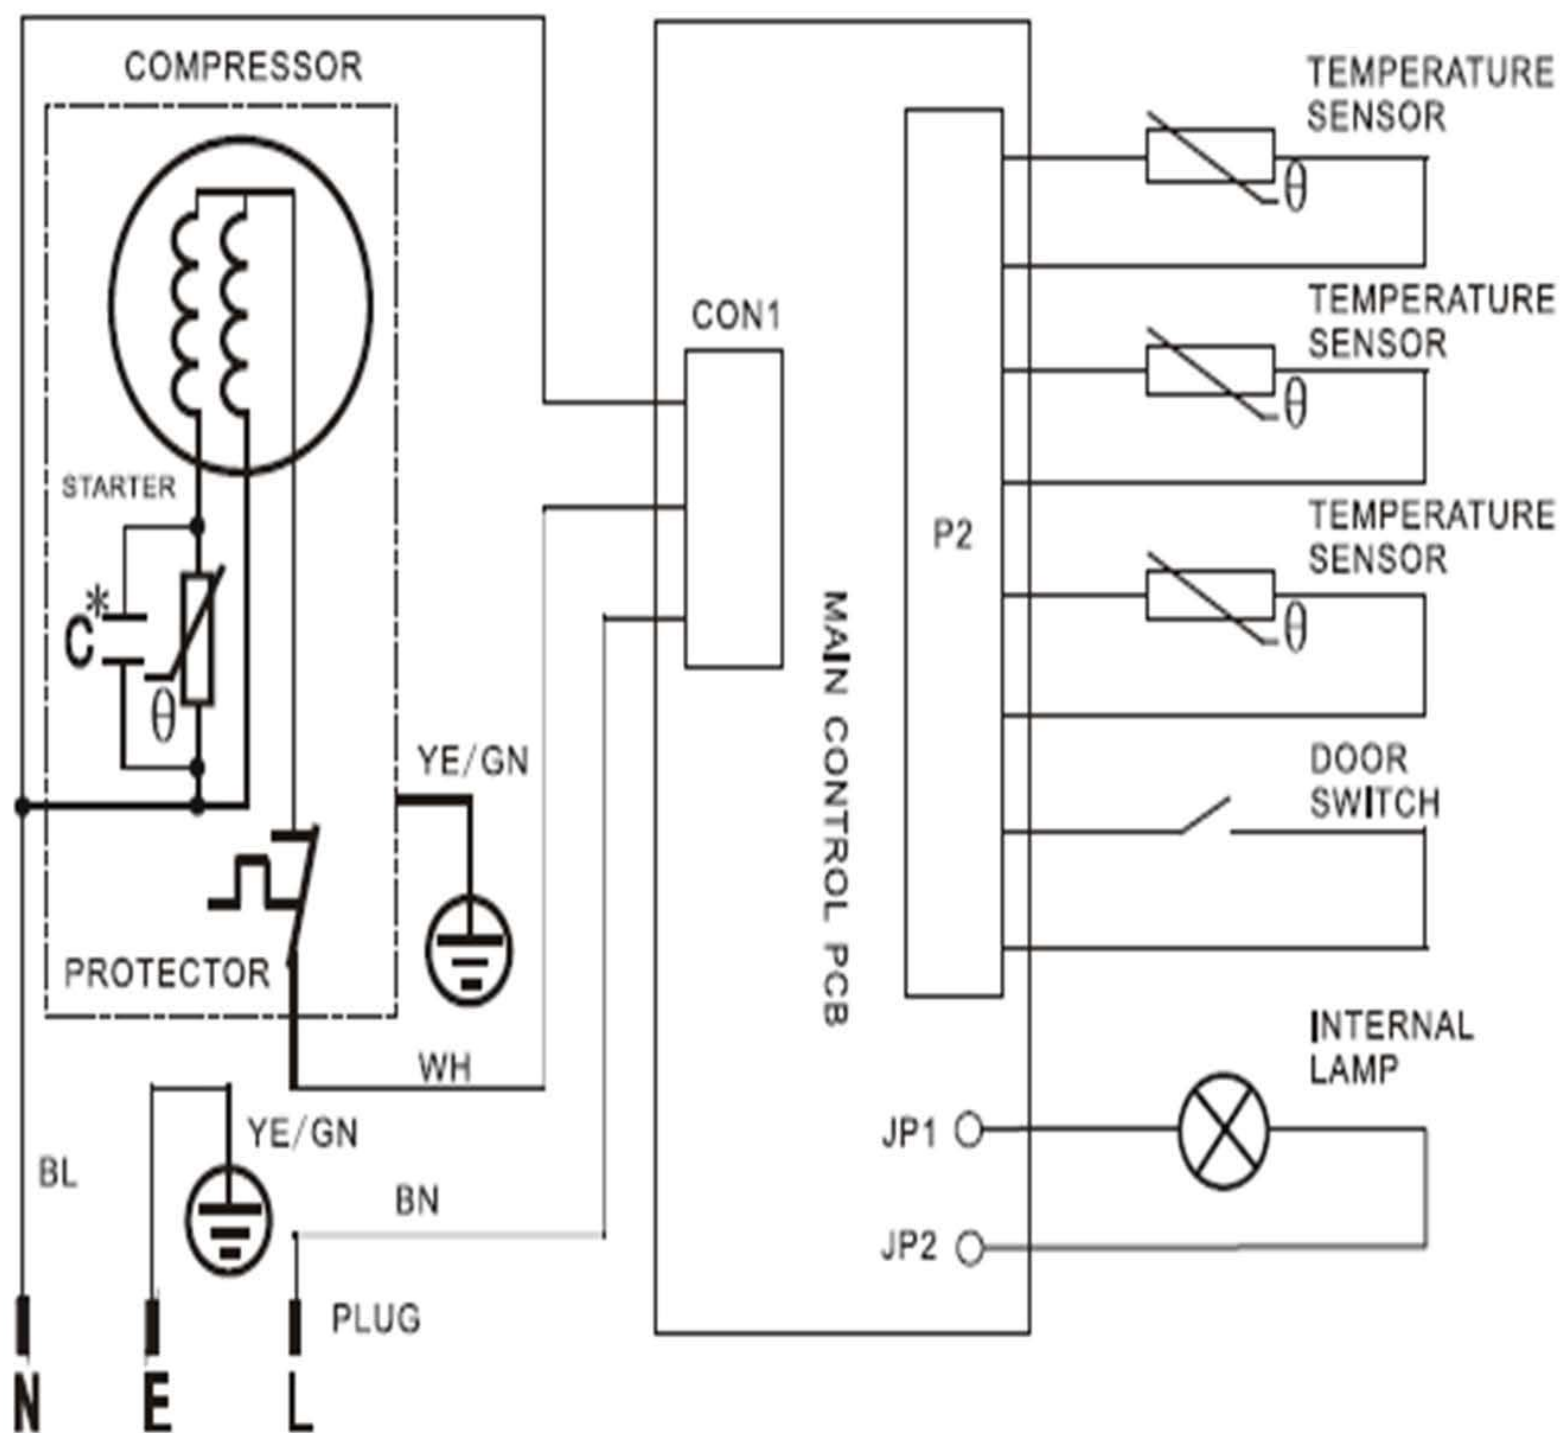 COMPRESSOR
TEMPERATURE
SENSOR
θ
CON1
TEMPERATURE
SENSOR
θ
STARTER
C*
θ
P2
TEMPERATURE
SENSOR
θ
MAIN CONTROL PCB
YE/GN
DOOR
SWITCH
PROTECTOR
WH
INTERNAL
LAMP
YE/GN
JP1
BL
BN
JP2
PLUG
N
E
L